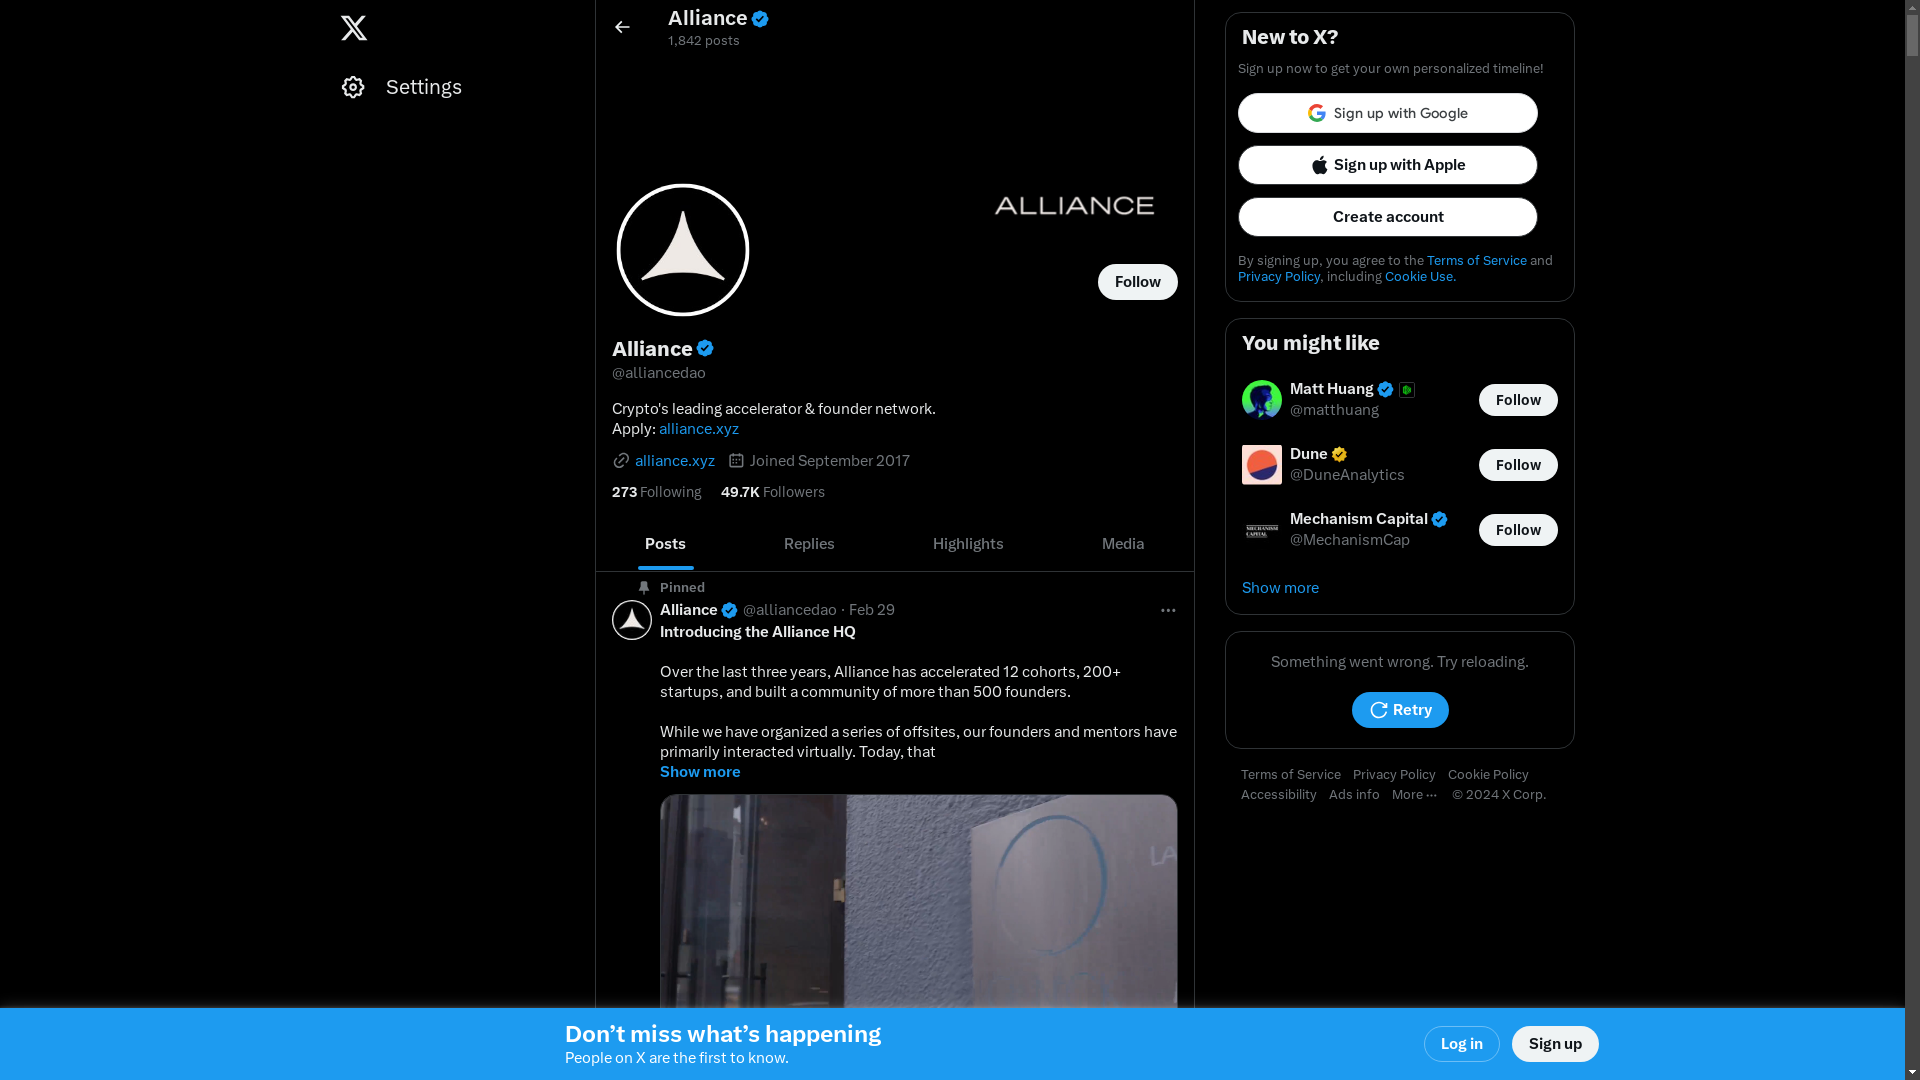 Settings
Alliance
1,842 posts
ALLIANCE
Follow
Alliance
@alliancedao
Crypto's leading accelerator & founder network.
Apply: alliance.xyz
alliance.xyz Joined September 2017
273 Following 49.7K Followers
Posts Replies Highlights Media
Pinned
Alliance @alliancedao · Feb 29
Introducing the Alliance HQ
Over the last three years, Alliance has accelerated 12 cohorts, 200+
startups, and built a community of more than 500 founders.
While we have organized a series of offsites, our founders and mentors have
primarily interacted virtually. Today, that
Show more
LA
New to X?
Sign up now to get your own personalized timeline!
Sign up with Google
Sign up with Apple
Create account
By signing up, you agree to the Terms of Service and
Privacy Policy, including Cookie Use.
You might like
Matt Huang
@matthuang
Follow
Dune
@DuneAnalytics
Follow
MECHANISM
CAPITAL
Mechanism Capital
@MechanismCap
Follow
Show more
Something went wrong. Try reloading.
Retry
Terms of Service Privacy Policy Cookie Policy
Accessibility Ads info More ··· © 2024 X Corp.
Don’t miss what’s happening
People on X are the first to know.
Log in
Sign up